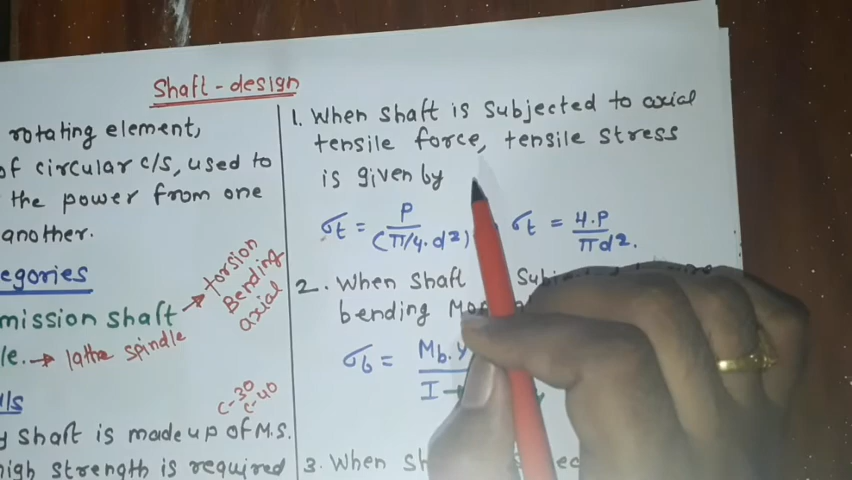 Shaft-design
rotating element,
of circular c/s, used to
the power from one
another.
egories
mission shaft → torsion
Bending
axial
le. → lathe spindle
l/s
C-30
C-40
y shaft is made up of M.S.
high strength is required
1. When shaft is subjected to axial
tensile force, tensile stress
is given by
σt = P / (π/4.d2) σt = 4.P / πd2.
2. When shaft
bending
σb = Mb.y / I
3. When sh